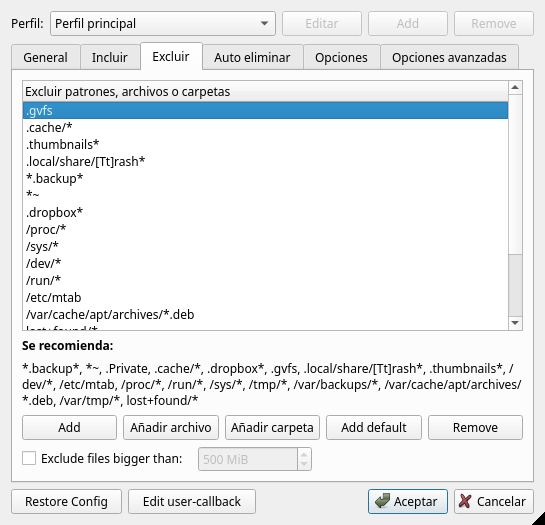 Perfil: Perfil principal Editar Add Remove
General Incluir Excluir Auto eliminar Opciones Opciones avanzadas
Excluir patrones, archivos o carpetas
.gvfs
.cache/*
.thumbnails*
.local/share/[Tt]rash*
*.backup*
*~
.dropbox*
/proc/*
/sys/*
/dev/*
/run/*
/etc/mtab
/var/cache/apt/archives/*.deb
lost+found/*
Se recomienda:
*.backup*, *~, .Private, .cache/*, .dropbox*, .gvfs, .local/share/[Tt]rash*, .thumbnails*, /
dev/*, /etc/mtab, /proc/*, /run/*, /sys/*, /tmp/*, /var/backups/*, /var/cache/apt/archives/
*.deb, /var/tmp/*, lost+found/*
Add Añadir archivo Añadir carpeta Add default Remove
Exclude files bigger than: 500 MiB
Restore Config Edit user-callback Aceptar Cancelar